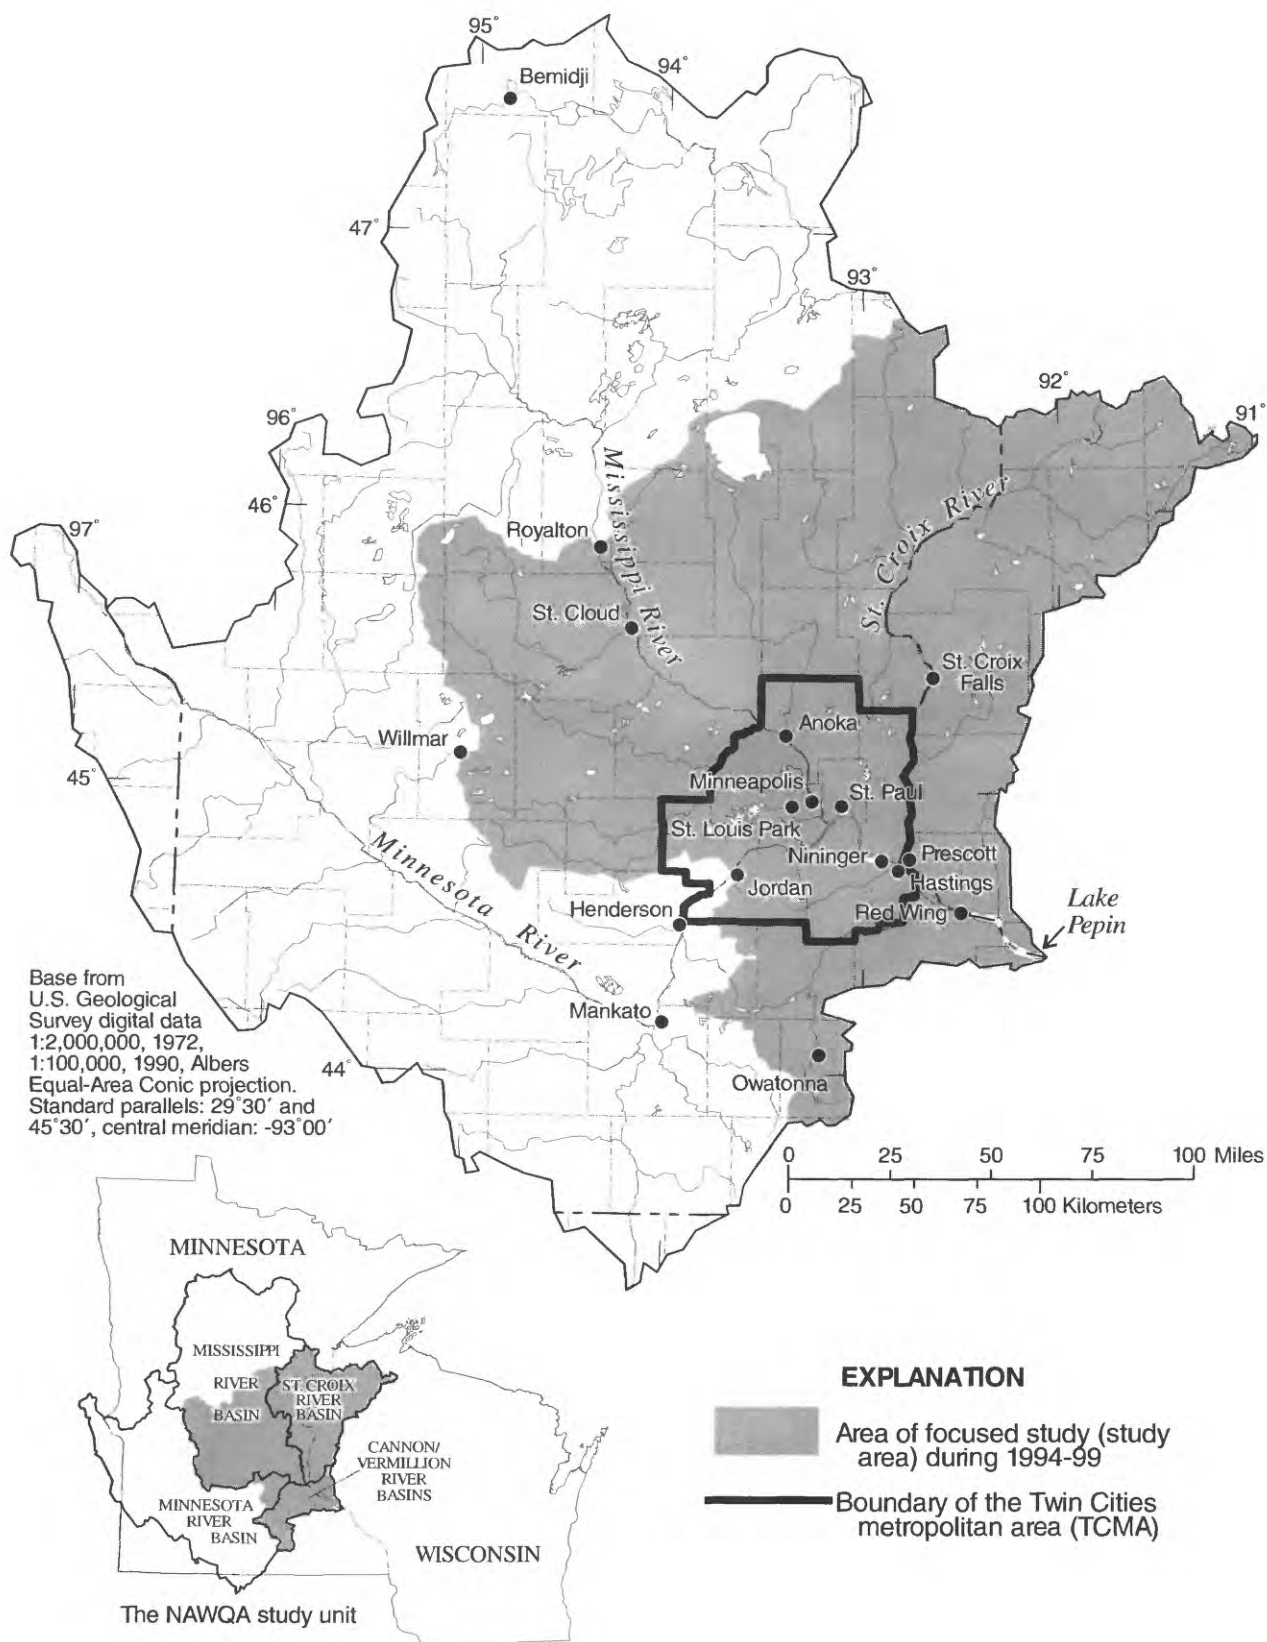 95°
94°
Bemidji
47°
93°
92°
91°
96°
46°
97°
Mississippi River
St. Croix River
Royalton
St. Cloud
St. Croix
Falls
Anoka
Willmar
45°
Minneapolis
St. Paul
St. Louis Park
Nininger
Prescott
Hastings
Jordan
Minnesota River
Henderson
Red Wing
Lake
Pepin
Base from
U.S. Geological
Survey digital data
1:2,000,000, 1972,
1:100,000, 1990, Albers
Equal-Area Conic projection.
Standard parallels: 29°30′ and
45°30′, central meridian: -93°00′
Mankato
44°
Owatonna
0 25 50 75 100 Miles
0 25 50 75 100 Kilometers
MINNESOTA
MISSISSIPPI
RIVER
BASIN
ST. CROIX
RIVER
BASIN
CANNON/
VERMILLION
RIVER
BASINS
MINNESOTA
RIVER
BASIN
WISCONSIN
The NAWQA study unit
EXPLANATION
Area of focused study (study
area) during 1994-99
Boundary of the Twin Cities
metropolitan area (TCMA)